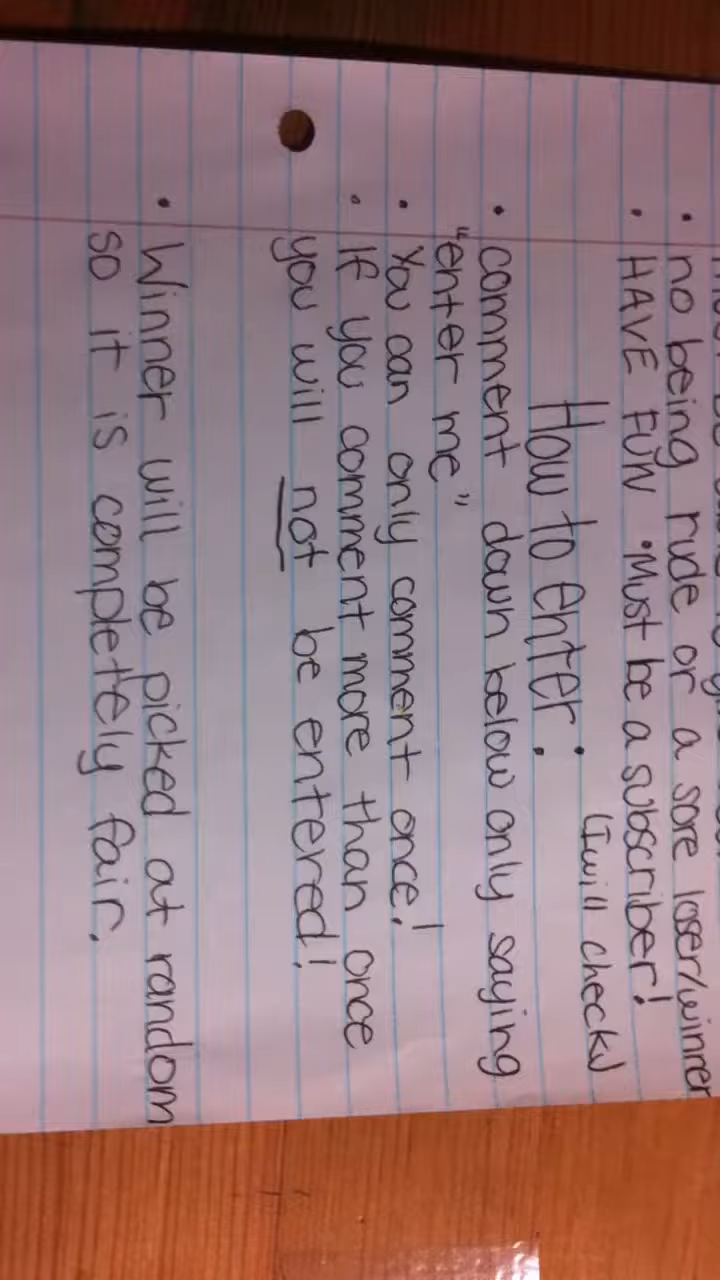 • no being rude or a sore loser/winner
• HAVE FUN •Must be a subscriber!
(I will check)
How to Enter:
• comment down below only saying
"enter me"
• You can only comment once!
• If you comment more than once
you will not be entered!
• Winner will be picked at random
so it is completely fair.